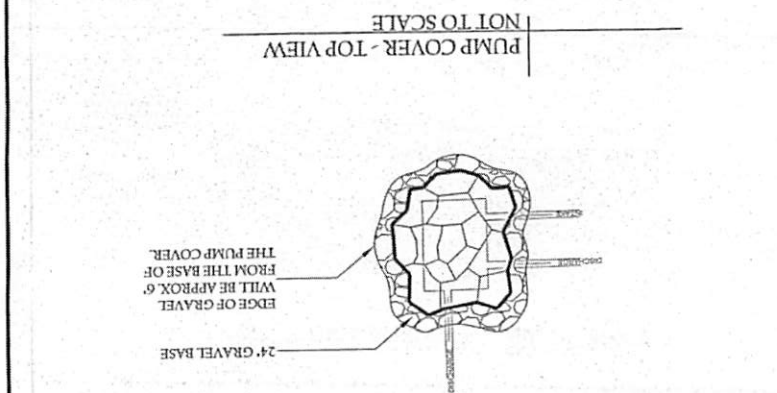 24" GRAVEL BASE
EDGE OF GRAVEL
WILL BE APPROX. 6"
FROM THE BASE OF
THE PUMP COVER.
PUMP COVER - TOP VIEW
NOT TO SCALE